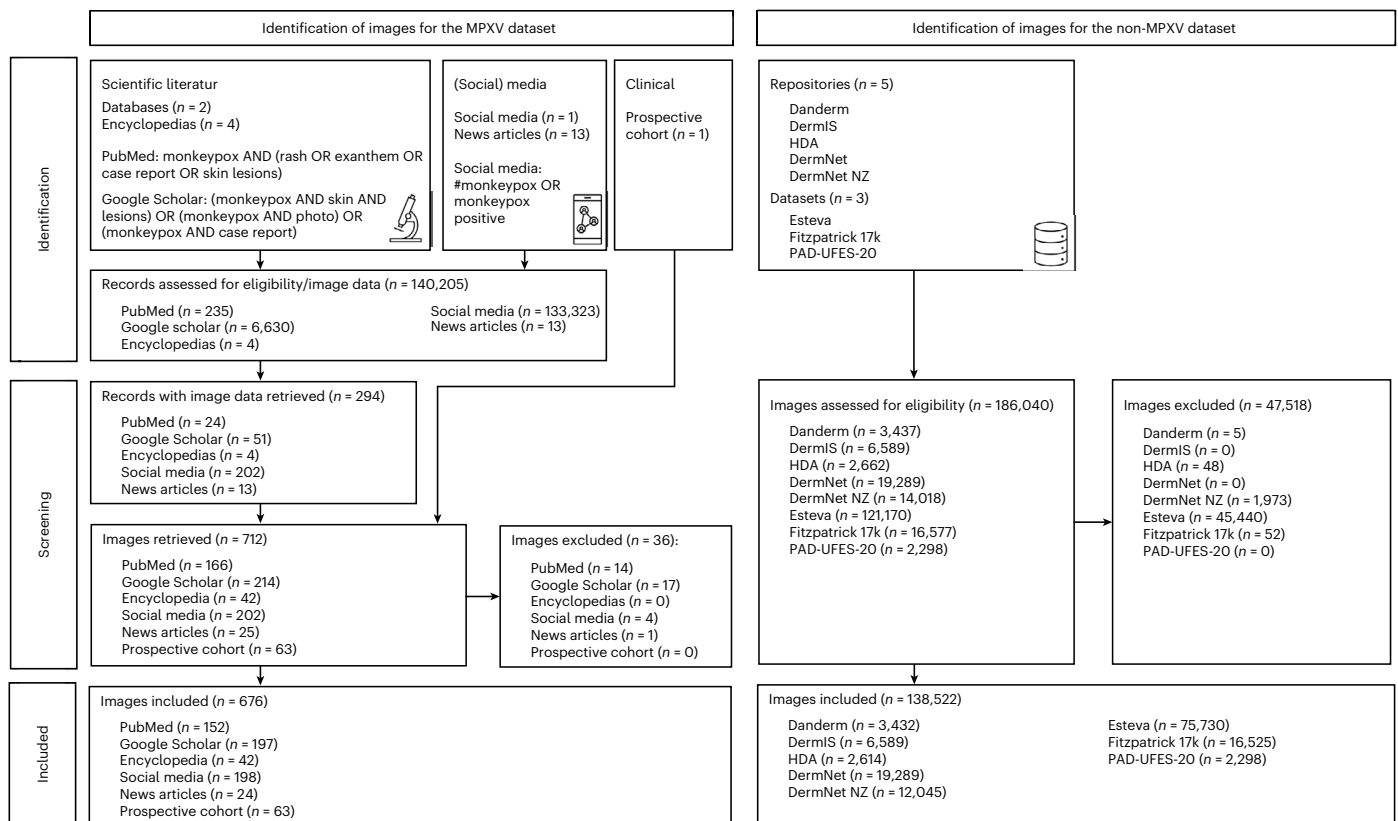 Identification of images for the MPXV dataset
Identification of images for the non-MPXV dataset
Identification
Scientific literatur
Databases (n = 2)
Encyclopedias (n = 4)
PubMed: monkeypox AND (rash OR exanthem OR
case report OR skin lesions)
Google Scholar: (monkeypox AND skin AND
lesions) OR (monkeypox AND photo) OR
(monkeypox AND case report)
(Social) media
Social media (n = 1)
News articles (n = 13)
Social media:
#monkeypox OR
monkeypox
positive
Clinical
Prospective
cohort (n = 1)
Repositories (n = 5)
Danderm
DermIS
HDA
DermNet
DermNet NZ
Datasets (n = 3)
Esteva
Fitzpatrick 17k
PAD-UFES-20
Records assessed for eligibility/image data (n = 140,205)
PubMed (n = 235)
Google scholar (n = 6,630)
Encyclopedias (n = 4)
Social media (n = 133,323)
News articles (n = 13)
Screening
Records with image data retrieved (n = 294)
PubMed (n = 24)
Google Scholar (n = 51)
Encyclopedias (n = 4)
Social media (n = 202)
News articles (n = 13)
Images retrieved (n = 712)
PubMed (n = 166)
Google Scholar (n = 214)
Encyclopedia (n = 42)
Social media (n = 202)
News articles (n = 25)
Prospective cohort (n = 63)
Images excluded (n = 36):
PubMed (n = 14)
Google Scholar (n = 17)
Encyclopedias (n = 0)
Social media (n = 4)
News articles (n = 1)
Prospective cohort (n = 0)
Images assessed for eligibility (n = 186,040)
Danderm (n = 3,437)
DermIS (n = 6,589)
HDA (n = 2,662)
DermNet (n = 19,289)
DermNet NZ (n = 14,018)
Esteva (n = 121,170)
Fitzpatrick 17k (n = 16,577)
PAD-UFES-20 (n = 2,298)
Images excluded (n = 47,518)
Danderm (n = 5)
DermIS (n = 0)
HDA (n = 48)
DermNet (n = 0)
DermNet NZ (n = 1,973)
Esteva (n = 45,440)
Fitzpatrick 17k (n = 52)
PAD-UFES-20 (n = 0)
Included
Images included (n = 676)
PubMed (n = 152)
Google Scholar (n = 197)
Encyclopedia (n = 42)
Social media (n = 198)
News articles (n = 24)
Prospective cohort (n = 63)
Images included (n = 138,522)
Danderm (n = 3,432)
DermIS (n = 6,589)
HDA (n = 2,614)
DermNet (n = 19,289)
DermNet NZ (n = 12,045)
Esteva (n = 75,730)
Fitzpatrick 17k (n = 16,525)
PAD-UFES-20 (n = 2,298)